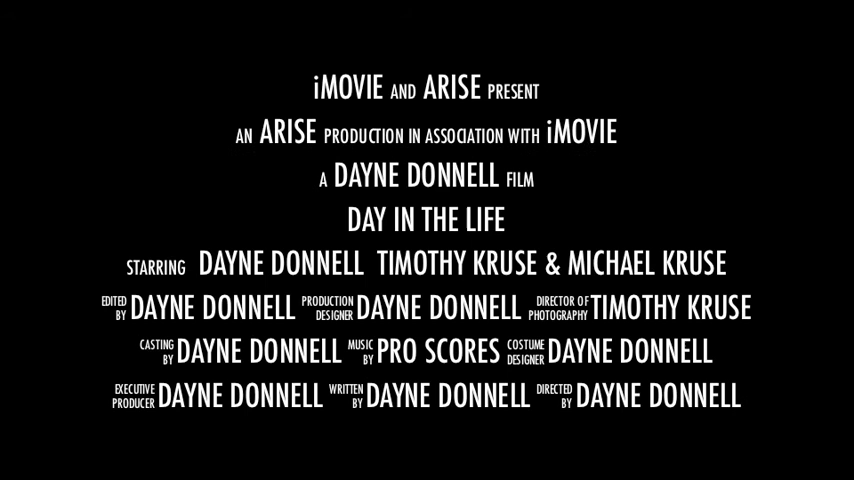 iMOVIE AND ARISE PRESENT
AN ARISE PRODUCTION IN ASSOCIATION WITH iMOVIE
A DAYNE DONNELL FILM
DAY IN THE LIFE
STARRING DAYNE DONNELL TIMOTHY KRUSE & MICHAEL KRUSE
EDITED BY DAYNE DONNELL PRODUCTION DESIGNER DAYNE DONNELL DIRECTOR OF PHOTOGRAPHY TIMOTHY KRUSE
CASTING BY DAYNE DONNELL MUSIC BY PRO SCORES COSTUME DESIGNER DAYNE DONNELL
EXECUTIVE PRODUCER DAYNE DONNELL WRITTEN BY DAYNE DONNELL DIRECTED BY DAYNE DONNELL